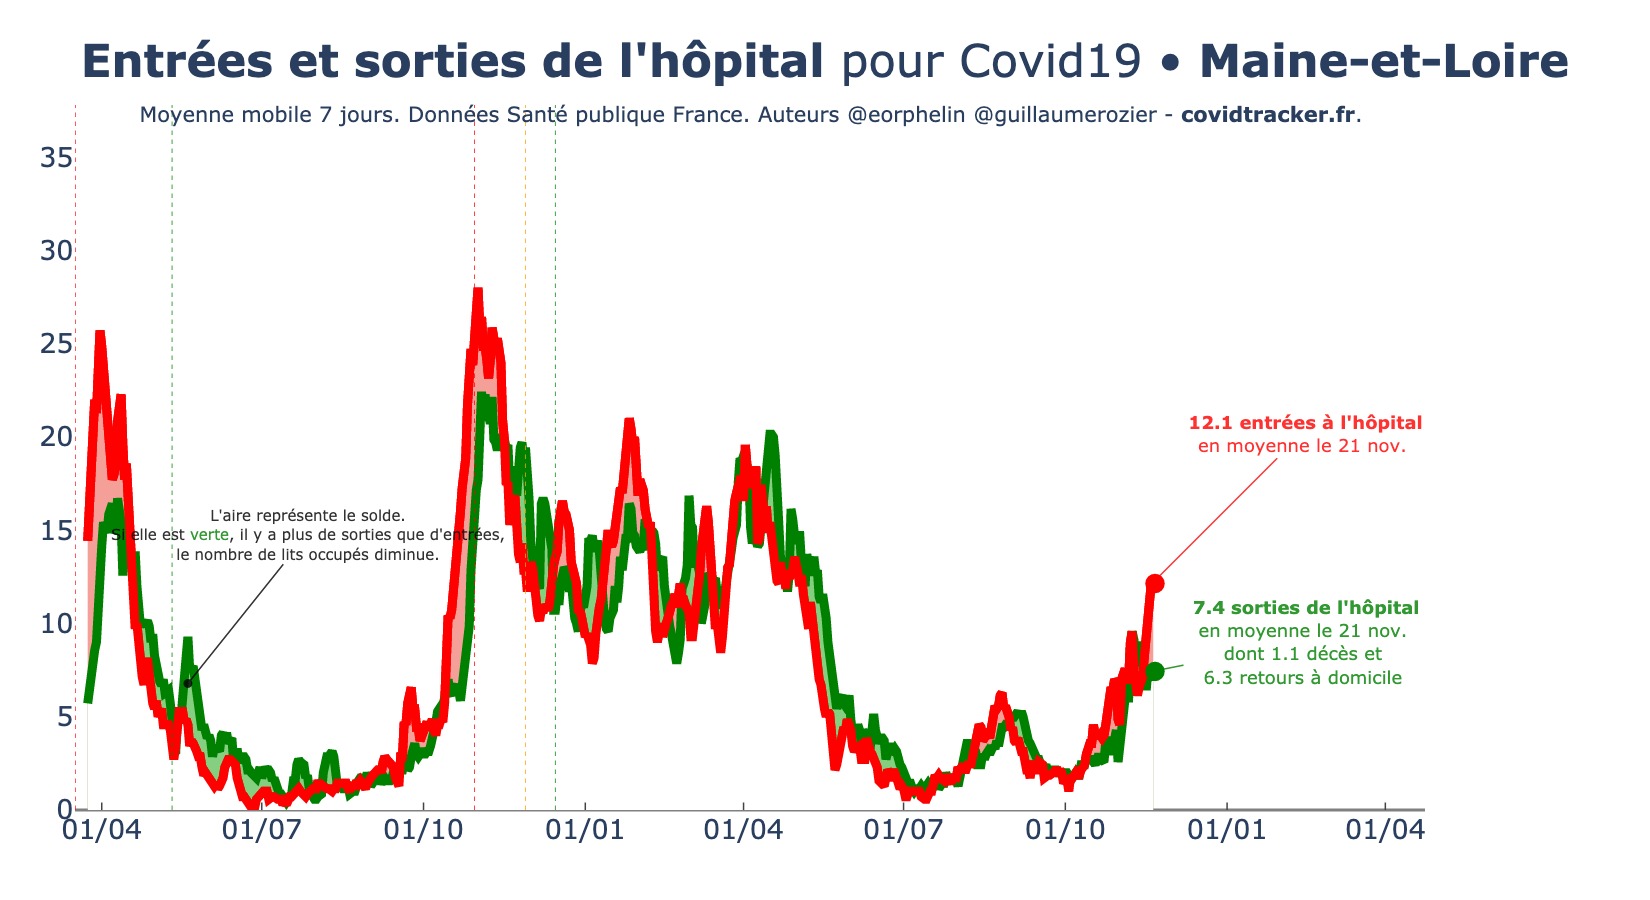 Entrées et sorties de l'hôpital pour Covid19 • Maine-et-Loire
Moyenne mobile 7 jours. Données Santé publique France. Auteurs @eorphelin @guillaumerozier - covidtracker.fr.
35
30
25
20
15
10
5
0
L'aire représente le solde.
Si elle est verte, il y a plus de sorties que d'entrées,
le nombre de lits occupés diminue.
12.1 entrées à l'hôpital
en moyenne le 21 nov.
7.4 sorties de l'hôpital
en moyenne le 21 nov.
dont 1.1 décès et
6.3 retours à domicile
01/04 01/07 01/10 01/01 01/04 01/07 01/10 01/01 01/04